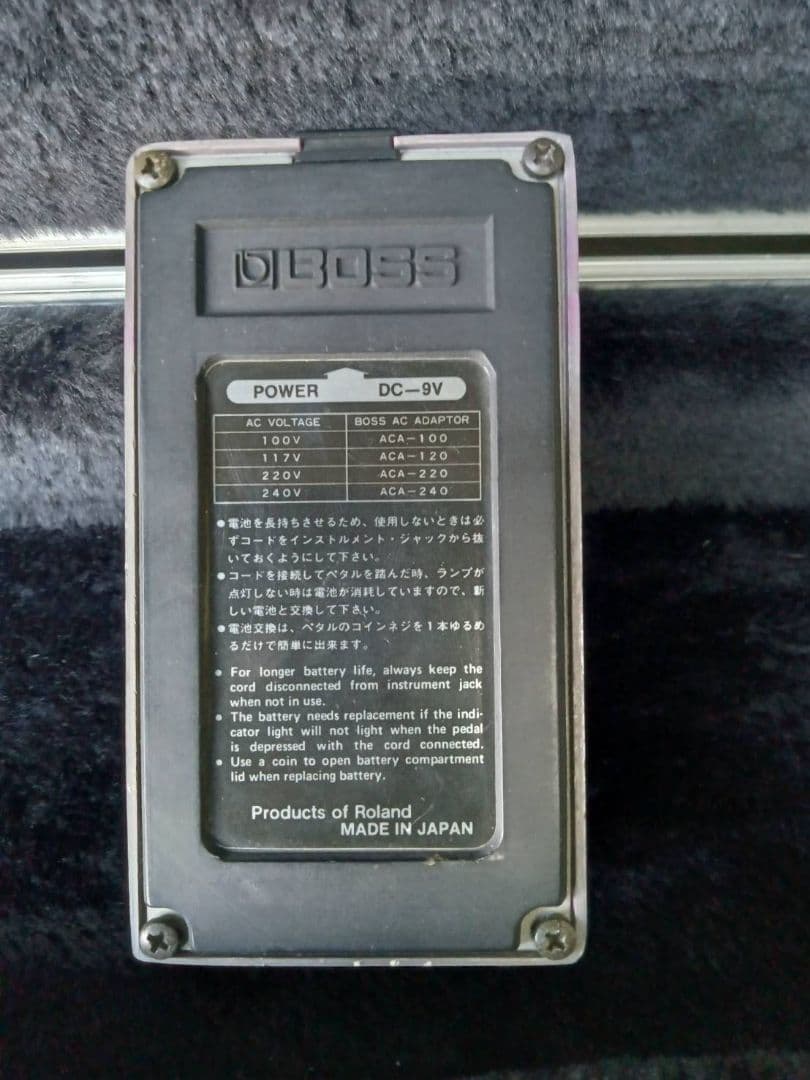 BOSS
POWER DC-9V
AC VOLTAGE BOSS AC ADAPTOR
100V ACA-100
117V ACA-120
220V ACA-220
240V ACA-240
●電池を長持ちさせるため、使用しないときは必
ずコードをインストルメント・ジャックから抜
いておくようにして下さい。
●コードを接続してペタルを踏んだ時、ランプが
点灯しない時は電池が消耗していますので、新
しい電池と交換して下さい。
●電池交換は、ペタルのコインネジを1本ゆるめ
るだけで簡単に出来ます。
● For longer battery life, always keep the
cord disconnected from instrument jack
when not in use.
● The battery needs replacement if the indi-
cator light will not light when the pedal
is depressed with the cord connected.
● Use a coin to open battery compartment
lid when replacing battery.
Products of Roland
MADE IN JAPAN